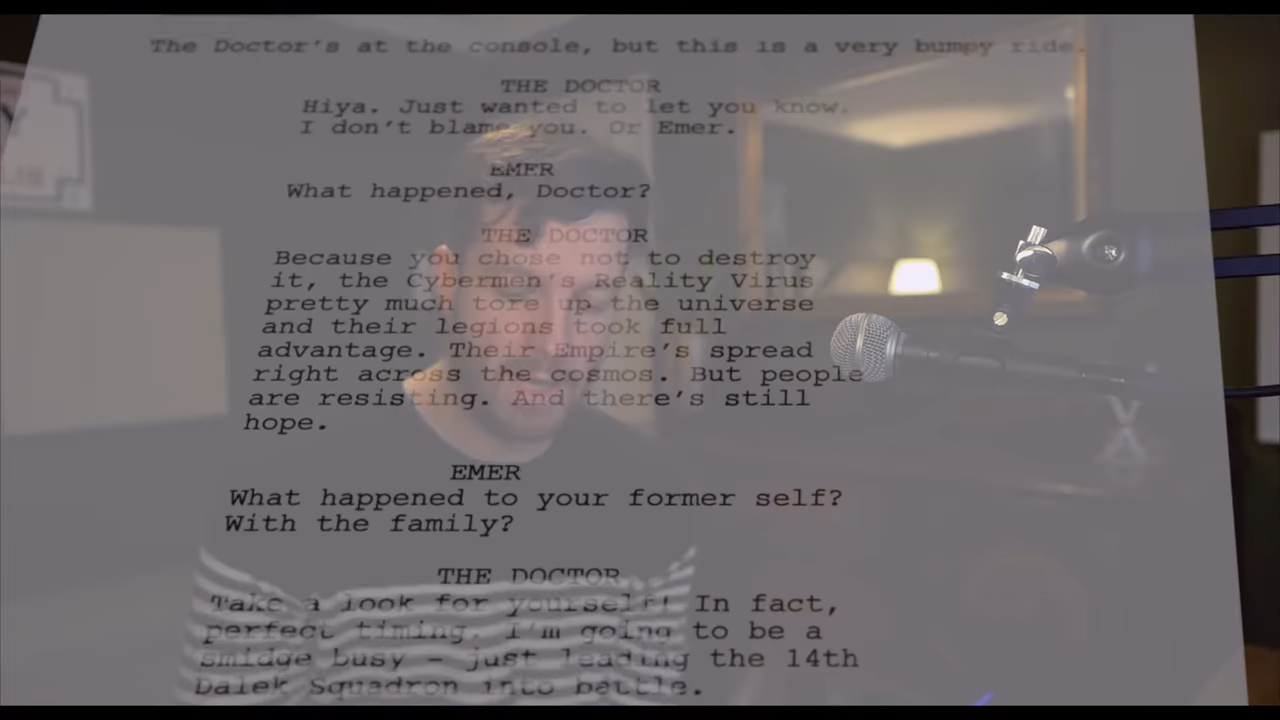 The Doctor's at the console, but this is a very bumpy ride.
THE DOCTOR
Hiya. Just wanted to let you know.
I don't blame you. Or Emer.
EMER
What happened, Doctor?
THE DOCTOR
Because you chose not to destroy
it, the Cybermen's Reality Virus
pretty much tore up the universe
and their legions took full
advantage. Their Empire's spread
right across the cosmos. But people
are resisting. And there's still
hope.
EMER
What happened to your former self?
With the family?
THE DOCTOR
Take a look for yourself! In fact,
perfect timing. I'm going to be a
smidge busy – just leading the 14th
Dalek Squadron into battle.